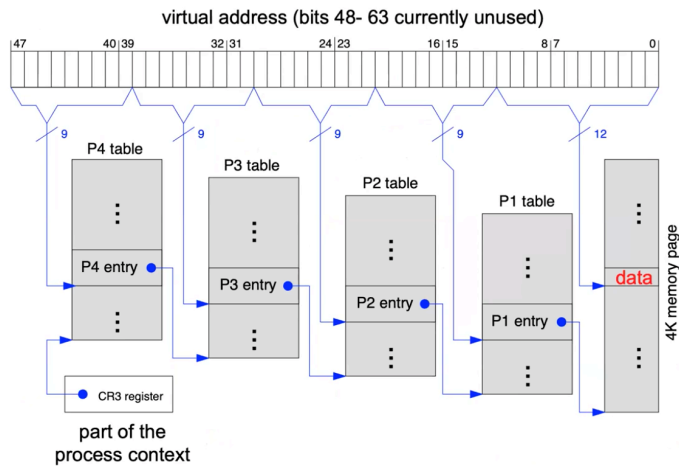 virtual address (bits 48- 63 currently unused)
47 40 39 32 31 24 23 16 15 8 7 0
9 9 9 9 12
P4 table
P3 table
P2 table
P1 table
P4 entry
P3 entry
P2 entry
P1 entry
data
4K memory page
CR3 register
part of the
process context